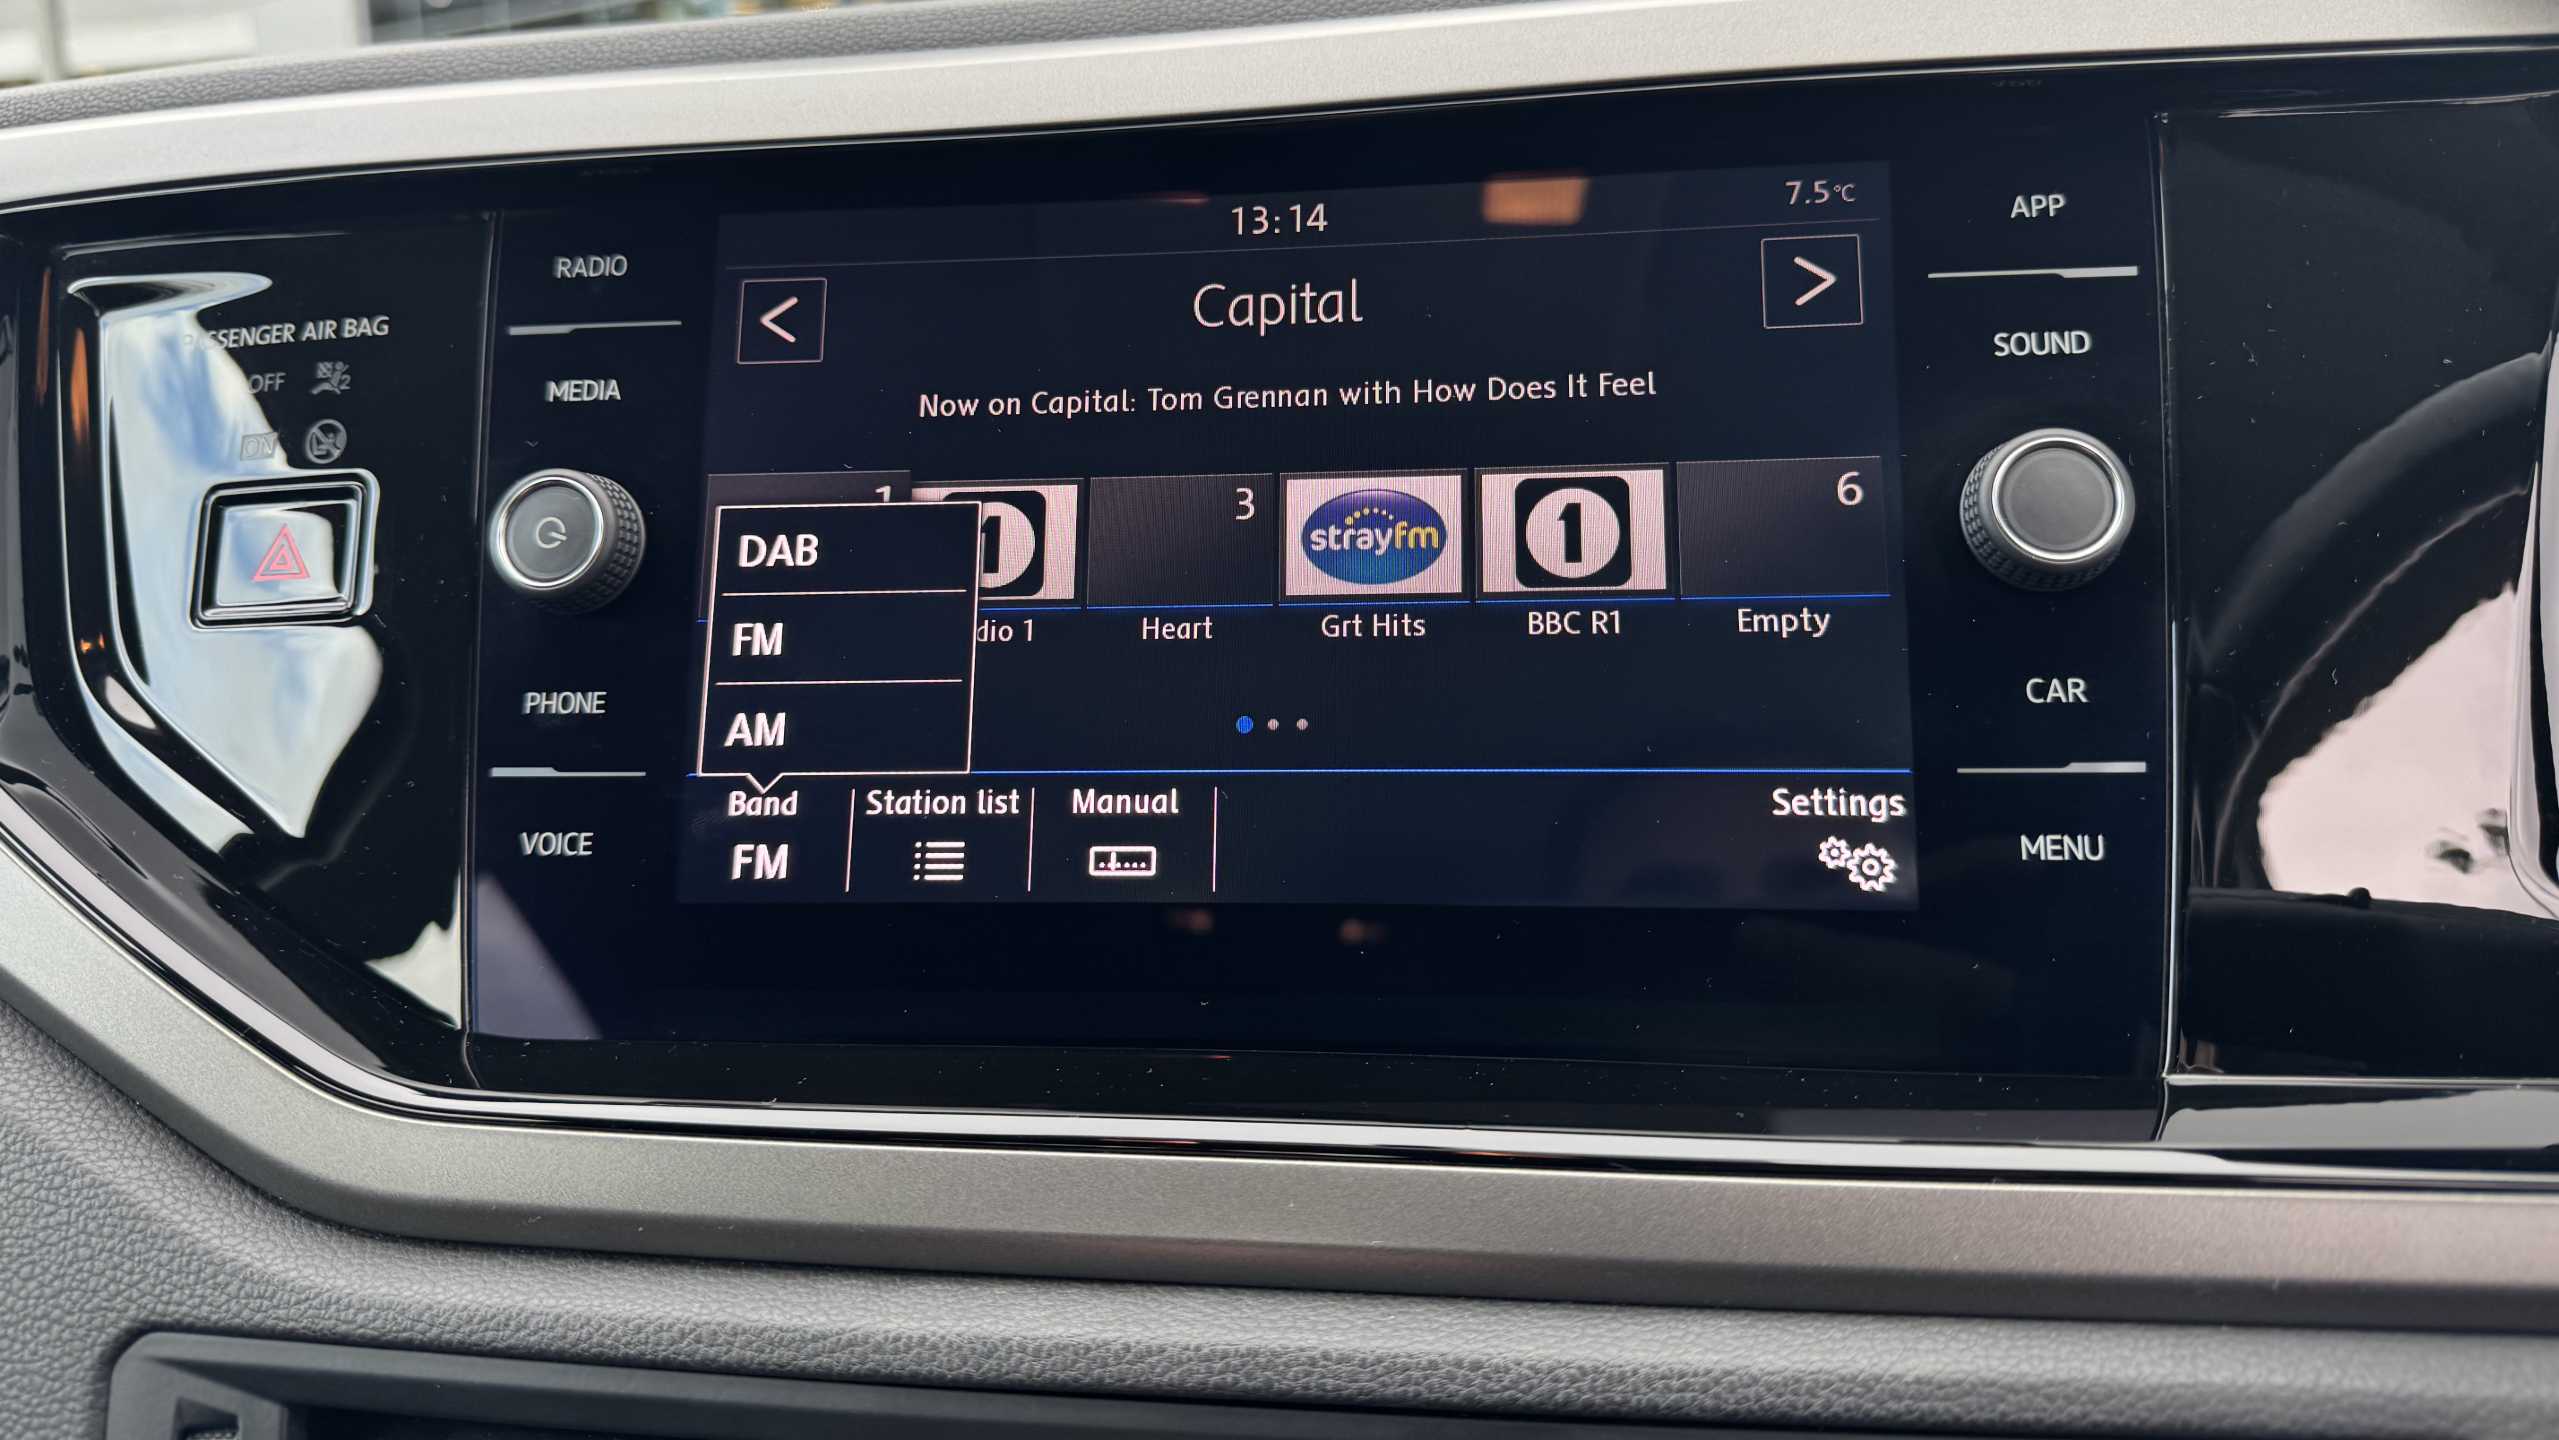 13:14
7.5°C
RADIO
MEDIA
PHONE
VOICE
APP
SOUND
CAR
MENU
PASSENGER AIR BAG
OFF
ON
<
Capital
>
Now on Capital: Tom Grennan with How Does It Feel
1
3
6
1
strayfm
1
dio 1
Heart
Grt Hits
BBC R1
Empty
DAB
FM
AM
Band
Station list
Manual
Settings
FM